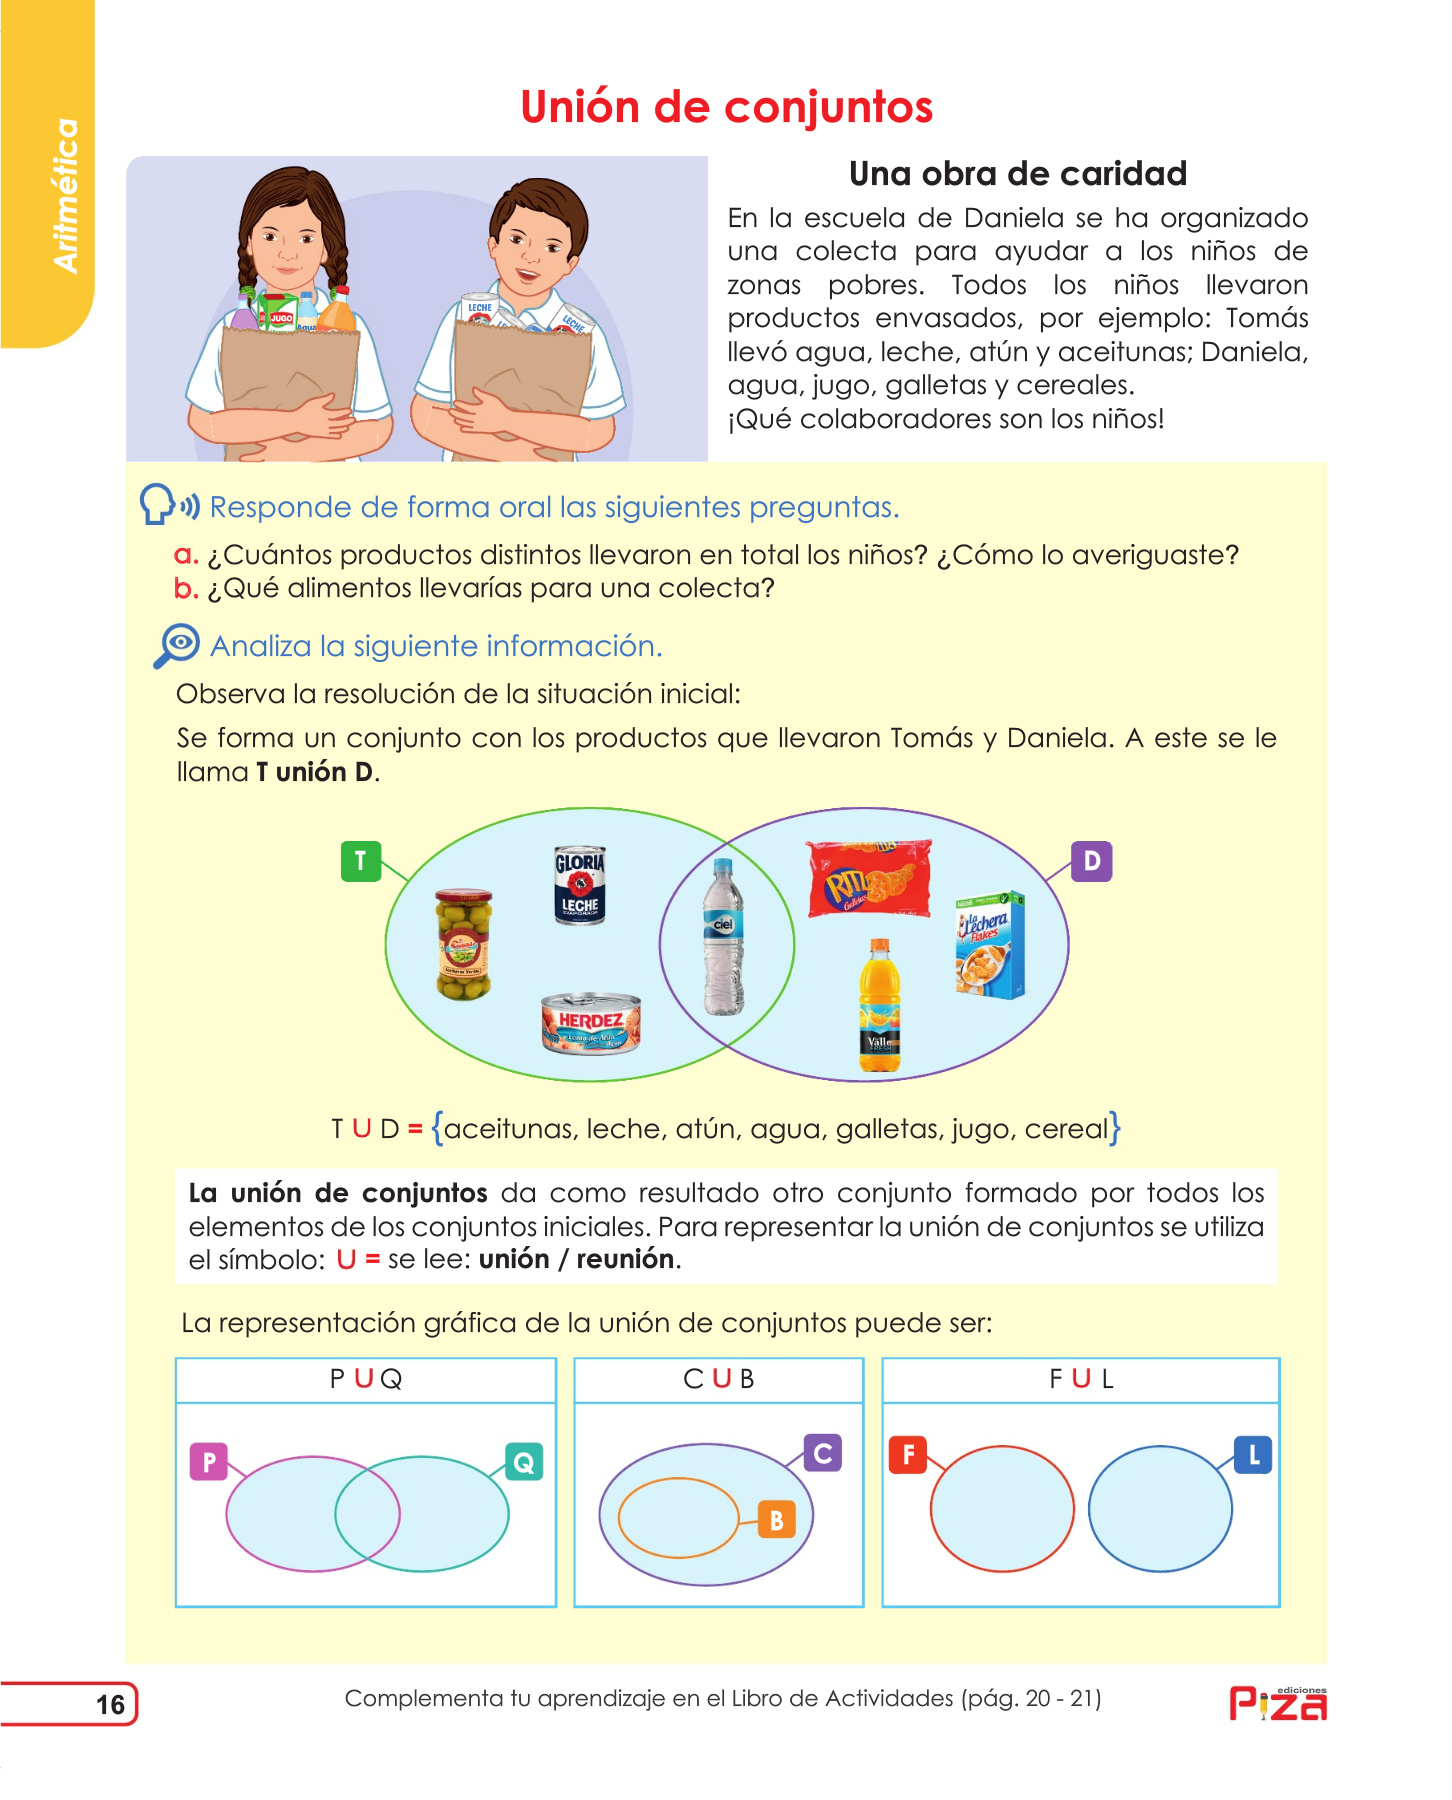 Aritmética
Unión de conjuntos
JUGO
Agua
LECHE
LECHE
Una obra de caridad
En la escuela de Daniela se ha organizado
una colecta para ayudar a los niños de
zonas pobres. Todos los niños llevaron
productos envasados, por ejemplo: Tomás
llevó agua, leche, atún y aceitunas; Daniela,
agua, jugo, galletas y cereales.
¡Qué colaboradores son los niños!
Responde de forma oral las siguientes preguntas.
a. ¿Cuántos productos distintos llevaron en total los niños? ¿Cómo lo averiguaste?
b. ¿Qué alimentos llevarías para una colecta?
Analiza la siguiente información.
Observa la resolución de la situación inicial:
Se forma un conjunto con los productos que llevaron Tomás y Daniela. A este se le
llama T unión D.
T
D
GLORIA
LECHE
EVAPORADA
ciel
RITZ
Galletas
Nestlé
La Lechera
Flakes
HERDEZ
Valle
FRESH
T U D = {aceitunas, leche, atún, agua, galletas, jugo, cereal}
La unión de conjuntos da como resultado otro conjunto formado por todos los
elementos de los conjuntos iniciales. Para representar la unión de conjuntos se utiliza
el símbolo: U = se lee: unión / reunión.
La representación gráfica de la unión de conjuntos puede ser:
P U Q
P
Q
C U B
C
B
F U L
F
L
16
Complementa tu aprendizaje en el Libro de Actividades (pág. 20 - 21)
ediciones
Piza